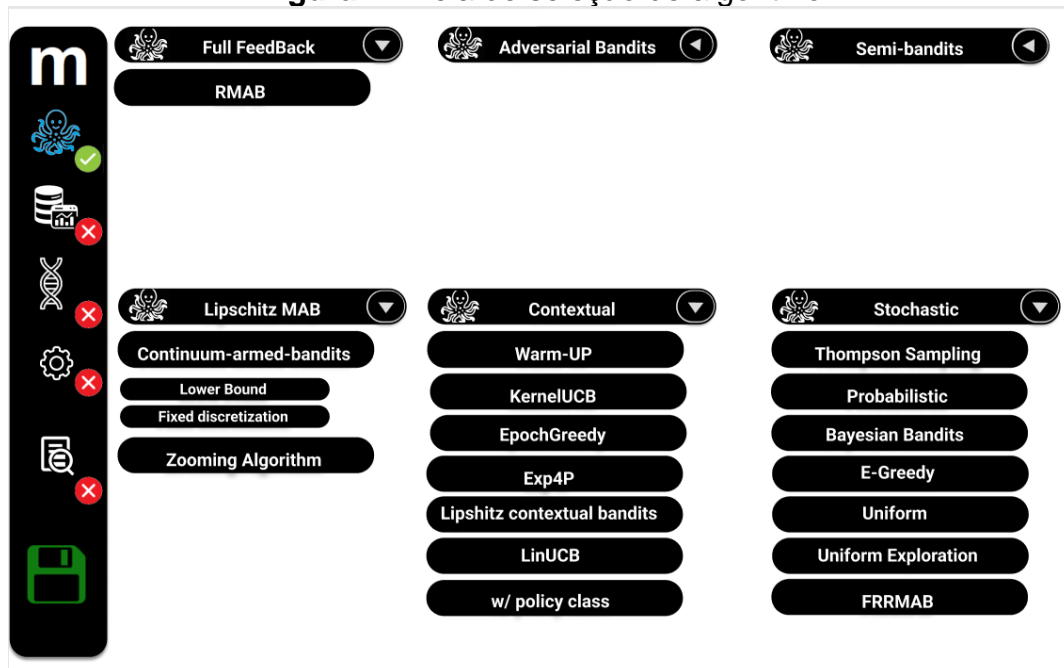 m
Full FeedBack
Adversarial Bandits
Semi-bandits
RMAB
Lipschitz MAB
Contextual
Stochastic
Continuum-armed-bandits
Lower Bound
Fixed discretization
Zooming Algorithm
Warm-UP
KernelUCB
EpochGreedy
Exp4P
Lipshitz contextual bandits
LinUCB
w/ policy class
Thompson Sampling
Probabilistic
Bayesian Bandits
E-Greedy
Uniform
Uniform Exploration
FRRMAB